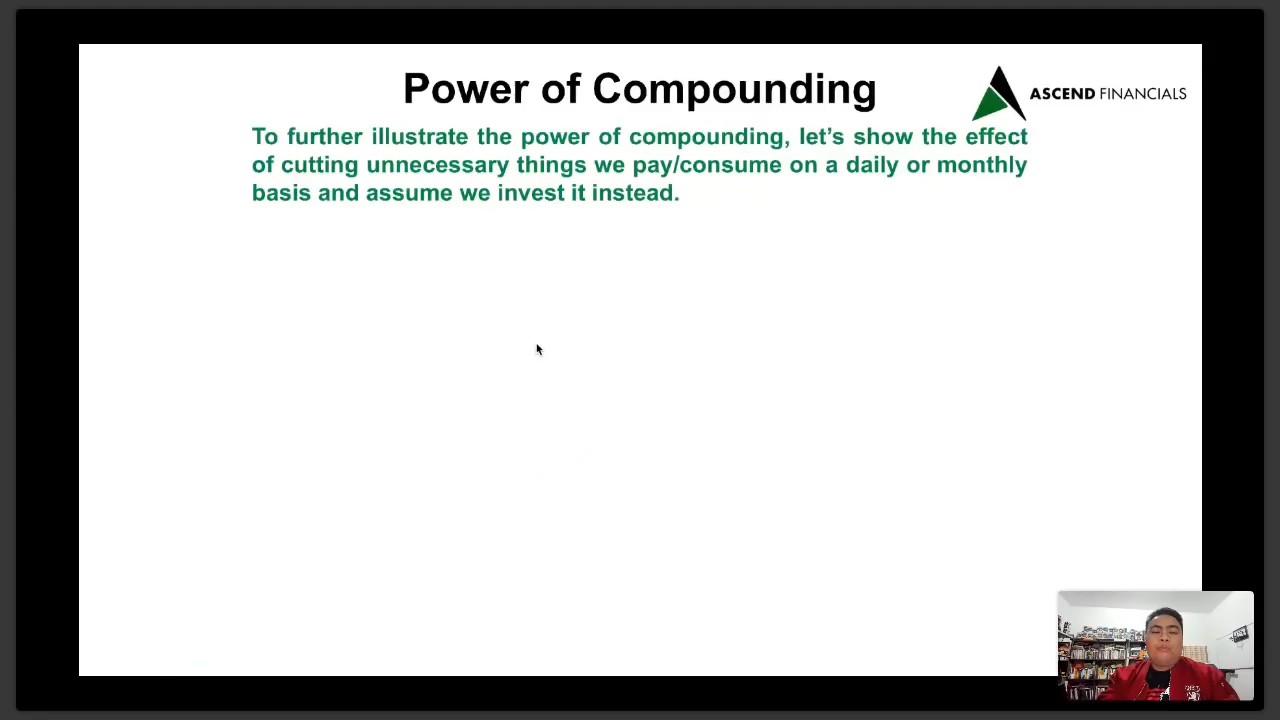 Power of Compounding
ASCEND FINANCIALS
To further illustrate the power of compounding, let's show the effect
of cutting unnecessary things we pay/consume on a daily or monthly
basis and assume we invest it instead.